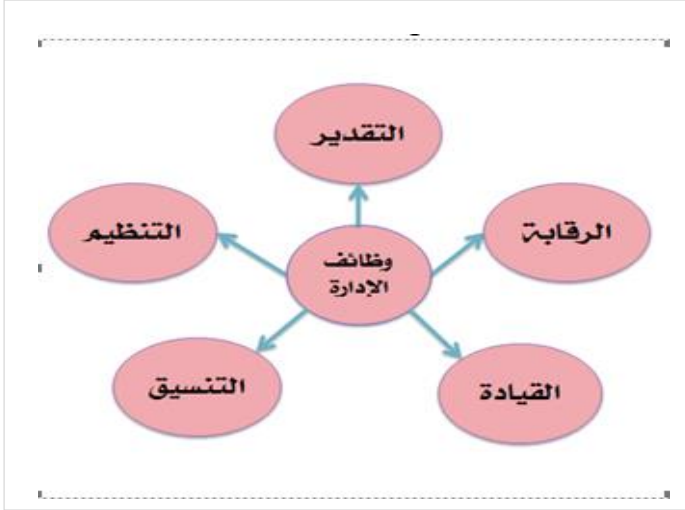 التقدير
الرقابة
التنظيم
وظائف
الإدارة
القيادة
التنسيق